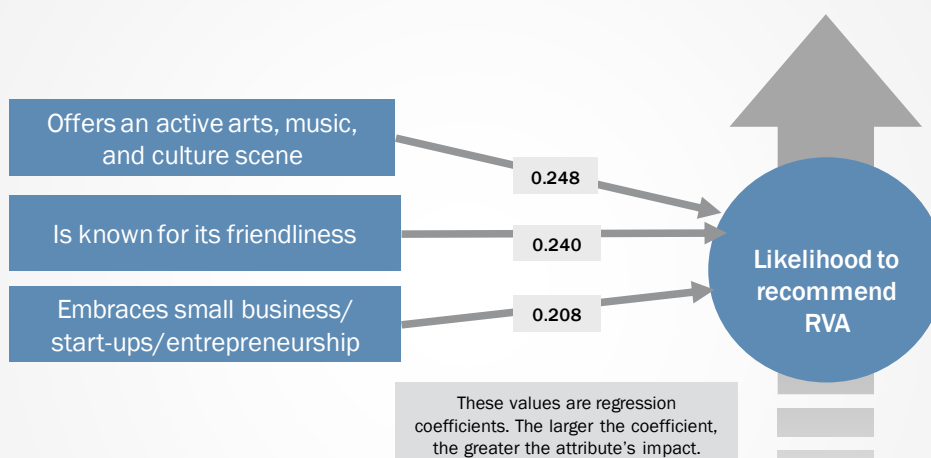 Offers an active arts, music,
and culture scene
0.248
Is known for its friendliness
0.240
Embraces small business/
start-ups/entrepreneurship
0.208
Likelihood to
recommend
RVA
These values are regression
coefficients. The larger the coefficient,
the greater the attribute's impact.